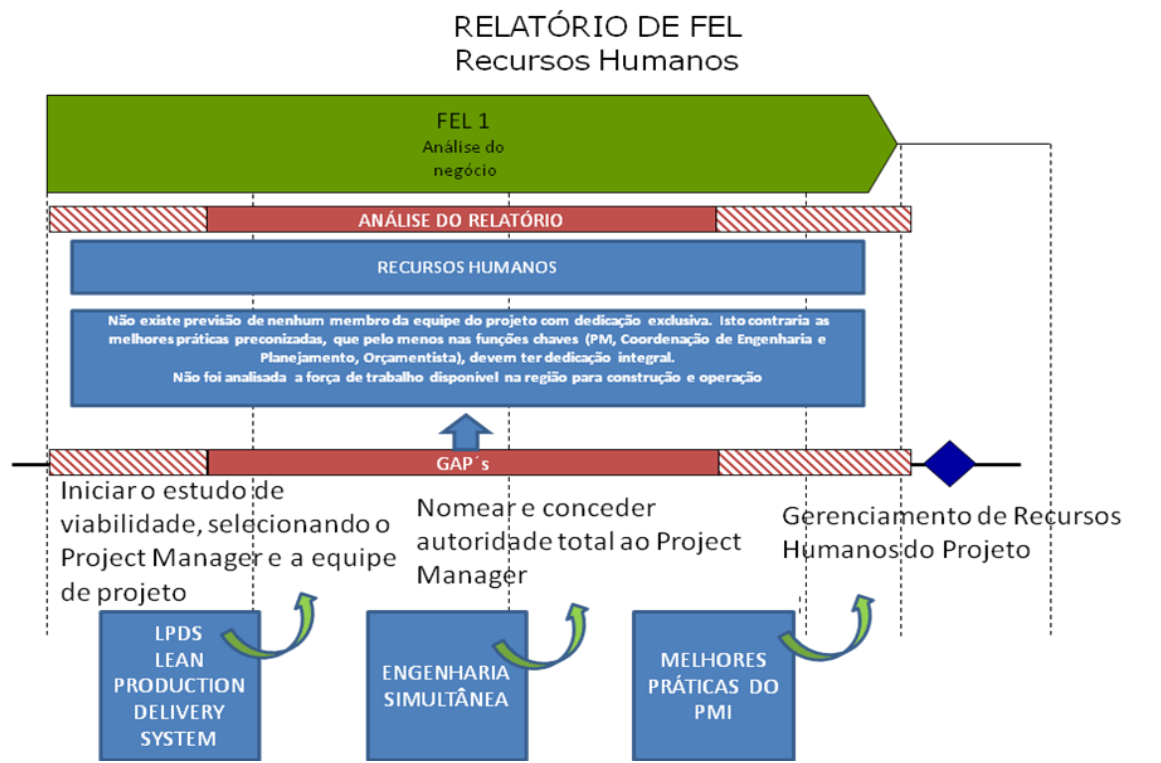 RELATÓRIO DE FEL
Recursos Humanos
FEL 1
Análise do
negócio
ANÁLISE DO RELATÓRIO
RECURSOS HUMANOS
Não existe previsão de nenhum membro da equipe do projeto com dedicação exclusiva. Isto contraria as
melhores práticas preconizadas, que pelo menos nas funções chaves (PM, Coordenação de Engenharia e
Planejamento, Orçamentista), devem ter dedicação integral.
Não foi analisada a força de trabalho disponível na região para construção e operação
GAP´s
Iniciar o estudo de
viabilidade, selecionando o
Project Manager e a equipe
de projeto
Nomear e conceder
autoridade total ao Project
Manager
Gerenciamento de Recursos
Humanos do Projeto
LPDS
LEAN
PRODUCTION
DELIVERY
SYSTEM
ENGENHARIA
SIMULTÂNEA
MELHORES
PRÁTICAS DO
PMI